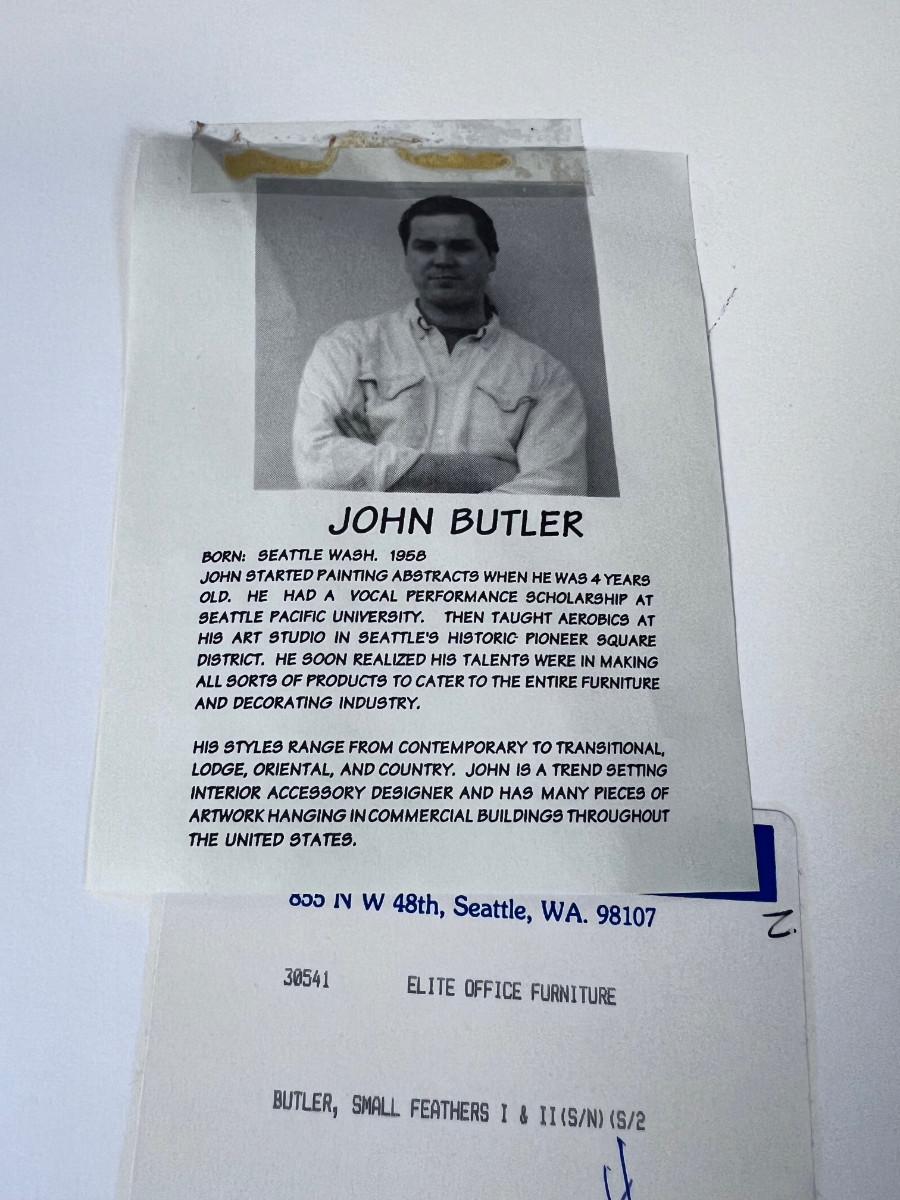 JOHN BUTLER
BORN: SEATTLE WASH. 1958
JOHN STARTED PAINTING ABSTRACTS WHEN HE WAS 4 YEARS
OLD. HE HAD A VOCAL PERFORMANCE SCHOLARSHIP AT
SEATTLE PACIFIC UNIVERSITY. THEN TAUGHT AEROBICS AT
HIS ART STUDIO IN SEATTLE'S HISTORIC PIONEER SQUARE
DISTRICT. HE SOON REALIZED HIS TALENTS WERE IN MAKING
ALL SORTS OF PRODUCTS TO CATER TO THE ENTIRE FURNITURE
AND DECORATING INDUSTRY.
HIS STYLES RANGE FROM CONTEMPORARY TO TRANSITIONAL,
LODGE, ORIENTAL, AND COUNTRY. JOHN IS A TREND SETTING
INTERIOR ACCESSORY DESIGNER AND HAS MANY PIECES OF
ARTWORK HANGING IN COMMERCIAL BUILDINGS THROUGHOUT
THE UNITED STATES.
855 N W 48th, Seattle, WA. 98107
30541 ELITE OFFICE FURNITURE
BUTLER, SMALL FEATHERS I & II(S/N)(S/2